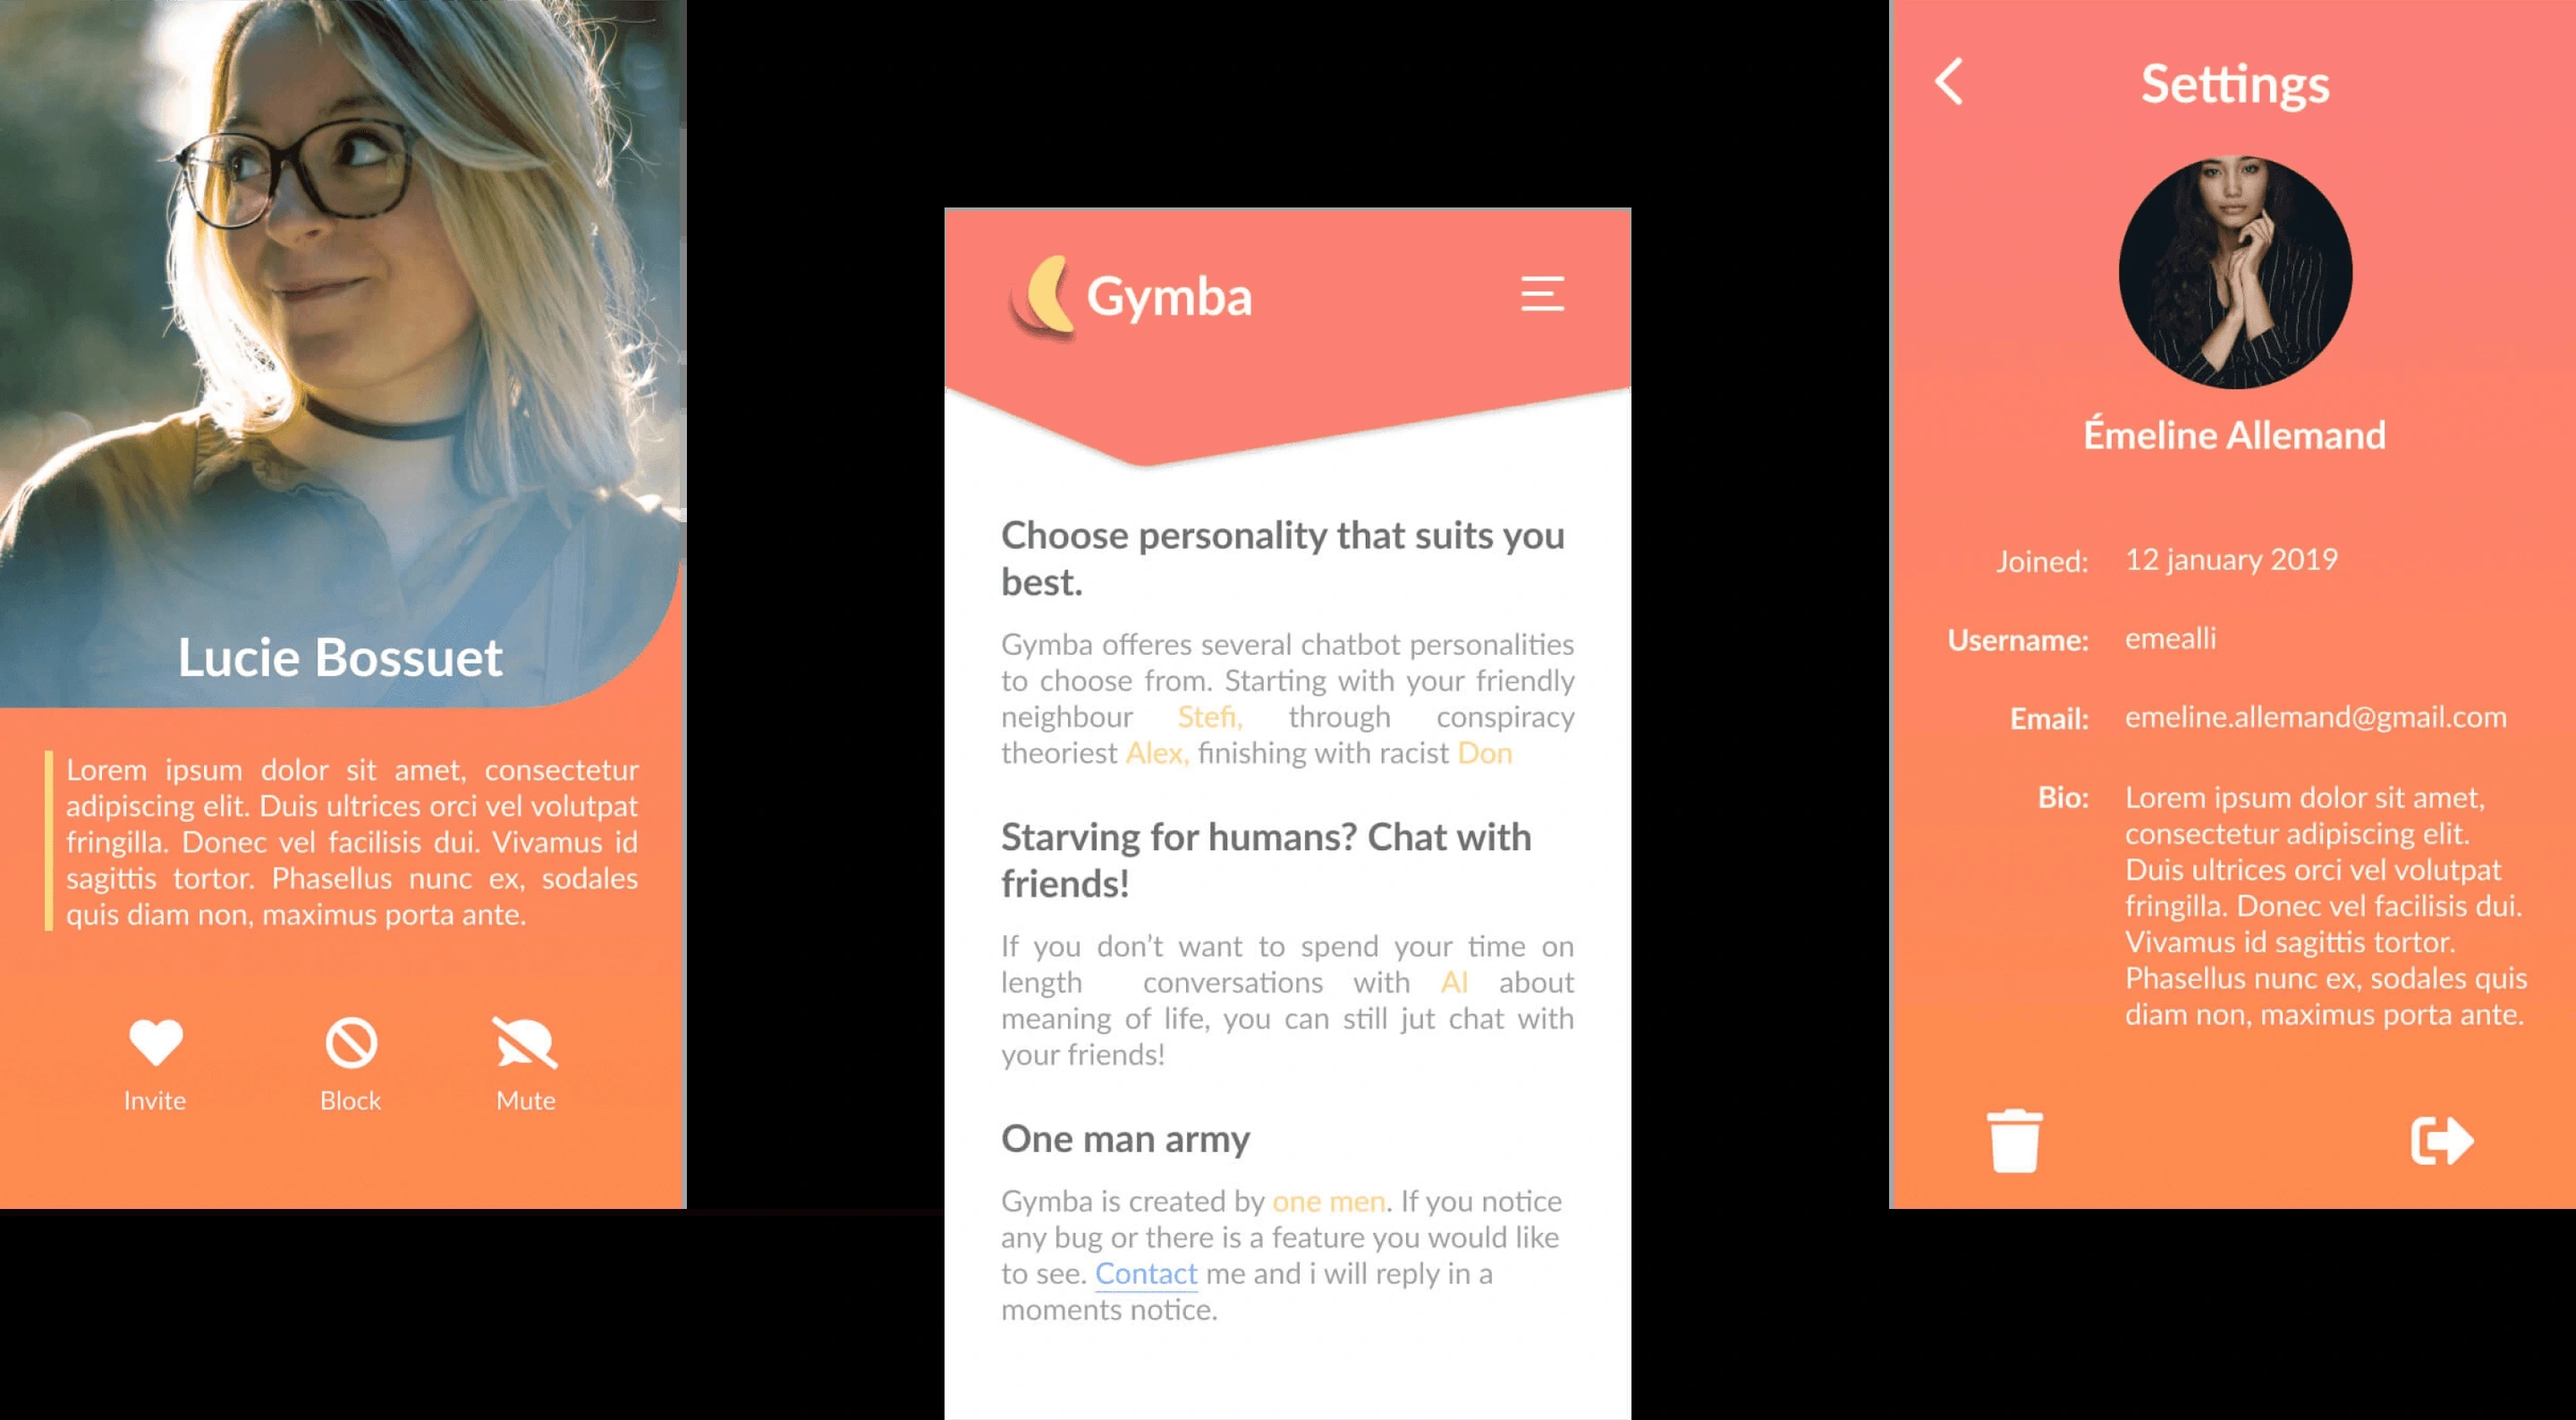 Lucie Bossuet
Lorem ipsum dolor sit amet, consectetur
adipiscing elit. Duis ultrices orci vel volutpat
fringilla. Donec vel facilisis dui. Vivamus id
sagittis tortor. Phasellus nunc ex, sodales
quis diam non, maximus porta ante.
Invite
Block
Mute
Gymba
Choose personality that suits you
best.
Gymba offeres several chatbot personalities
to choose from. Starting with your friendly
neighbour Stefi, through conspiracy
theoriest Alex, finishing with racist Don
Starving for humans? Chat with
friends!
If you don't want to spend your time on
length conversations with AI about
meaning of life, you can still jut chat with
your friends!
One man army
Gymba is created by one men. If you notice
any bug or there is a feature you would like
to see. Contact me and i will reply in a
moments notice.
Settings
Émeline Allemand
Joined: 12 january 2019
Username: emealli
Email: emeline.allemand@gmail.com
Bio: Lorem ipsum dolor sit amet,
consectetur adipiscing elit.
Duis ultrices orci vel volutpat
fringilla. Donec vel facilisis dui.
Vivamus id sagittis tortor.
Phasellus nunc ex, sodales quis
diam non, maximus porta ante.